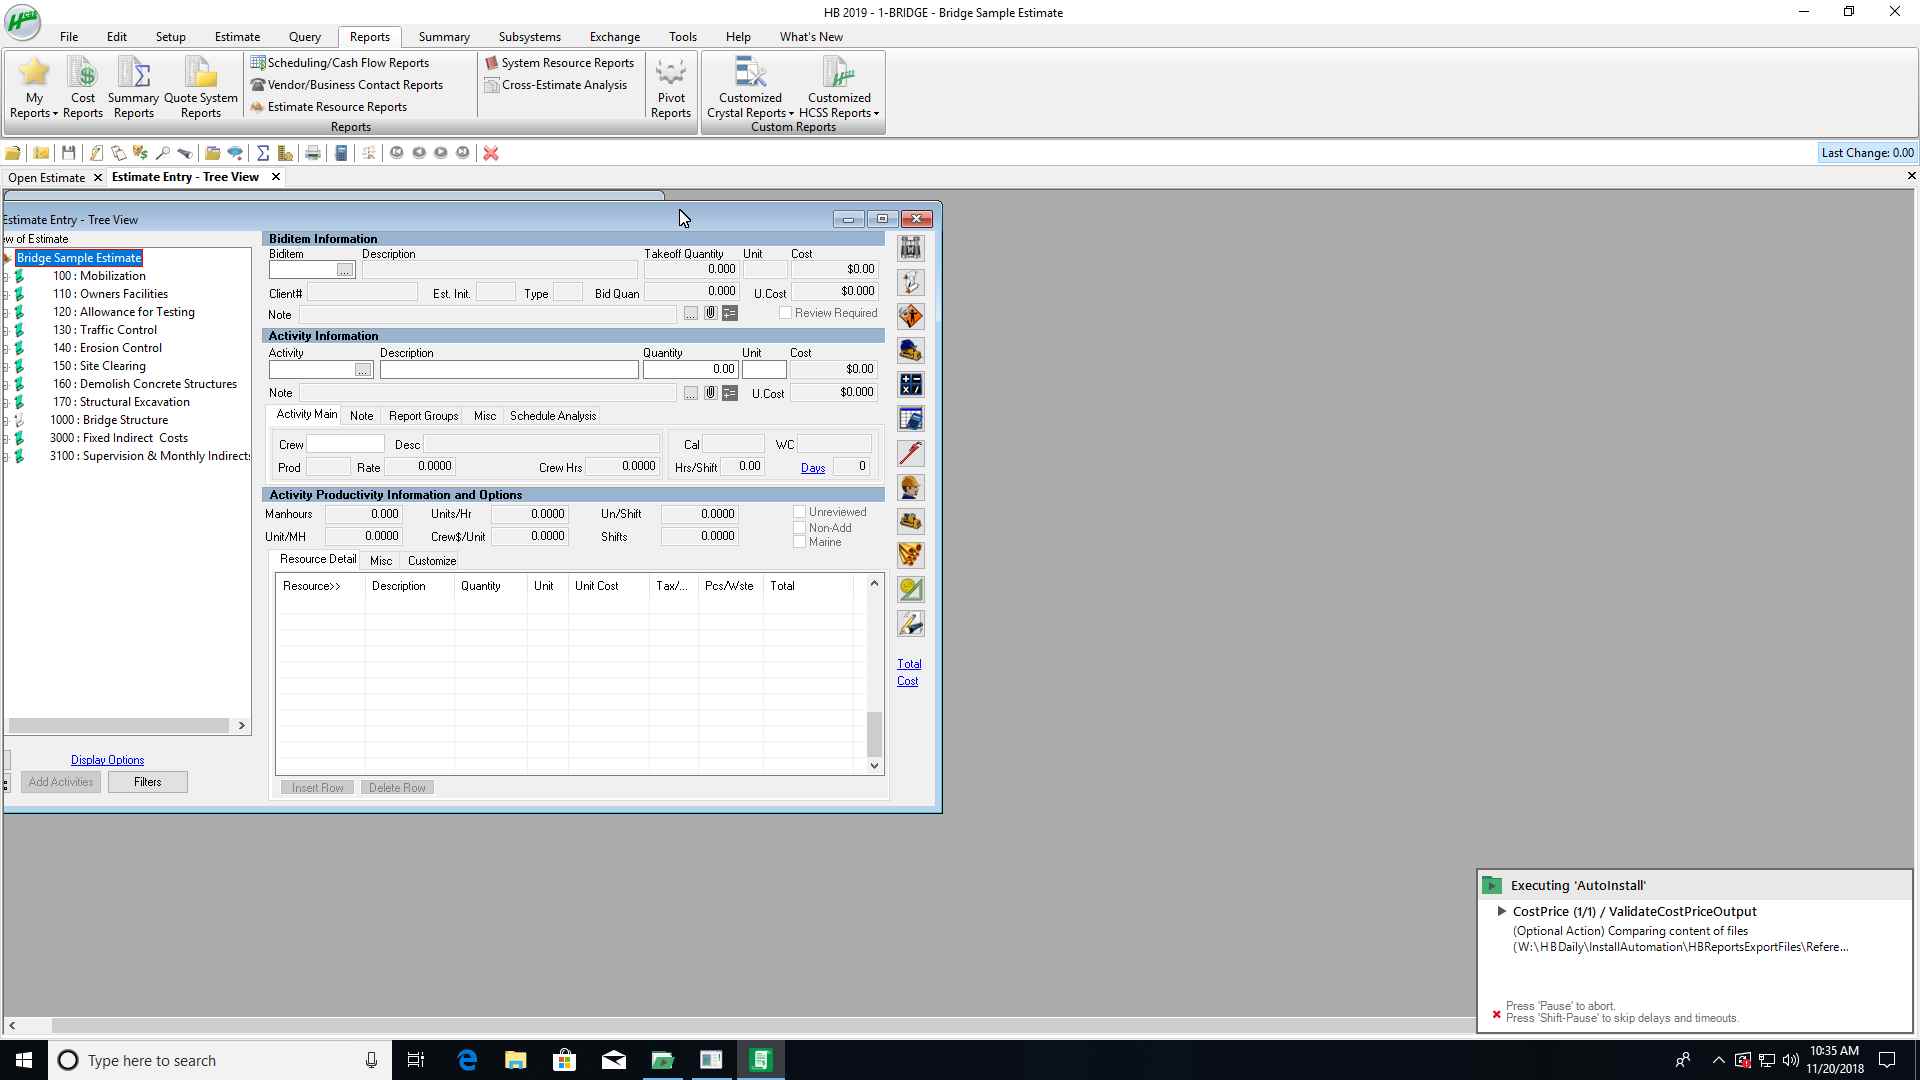 HB 2019 - 1-BRIDGE - Bridge Sample Estimate
File Edit Setup Estimate Query Reports Summary Subsystems Exchange Tools Help What's New
My Reports
Cost Reports
Summary Reports
Quote System Reports
Scheduling/Cash Flow Reports
Vendor/Business Contact Reports
Estimate Resource Reports
System Resource Reports
Cross-Estimate Analysis
Pivot Reports
Customized Crystal Reports
Customized HCSS Reports
Reports
Custom Reports
Last Change: 0.00
Open Estimate
Estimate Entry - Tree View
Estimate Entry - Tree View
ew of Estimate
Bridge Sample Estimate
100 : Mobilization
110 : Owners Facilities
120 : Allowance for Testing
130 : Traffic Control
140 : Erosion Control
150 : Site Clearing
160 : Demolish Concrete Structures
170 : Structural Excavation
1000 : Bridge Structure
3000 : Fixed Indirect Costs
3100 : Supervision & Monthly Indirects
Display Options
Add Activities Filters
Biditem Information
Biditem Description Takeoff Quantity Unit Cost
... 0.000 $0.00
Client# Est. Init. Type Bid Quan 0.000 U.Cost $0.000
Note ... Review Required
Activity Information
Activity Description Quantity Unit Cost
... 0.00 $0.00
Note ... U.Cost $0.000
Activity Main Note Report Groups Misc Schedule Analysis
Crew Desc Cal WC
Prod Rate 0.0000 Crew Hrs 0.0000 Hrs/Shift 0.00 Days 0
Activity Productivity Information and Options
Manhours 0.000 Units/Hr 0.0000 Un/Shift 0.0000 Unreviewed
Non-Add
Unit/MH 0.0000 Crew$/Unit 0.0000 Shifts 0.0000 Marine
Resource Detail Misc Customize
Resource>> Description Quantity Unit Unit Cost Tax/... Pcs/Wste Total
Insert Row Delete Row
Total
Cost
Executing 'AutoInstall'
CostPrice (1/1) / ValidateCostPriceOutput
(Optional Action) Comparing content of files
(W:\HBDaily\InstallAutomation\HBReportsExportFiles\Refere...
Press 'Pause' to abort.
Press 'Shift-Pause' to skip delays and timeouts.
Type here to search
10:35 AM
11/20/2018